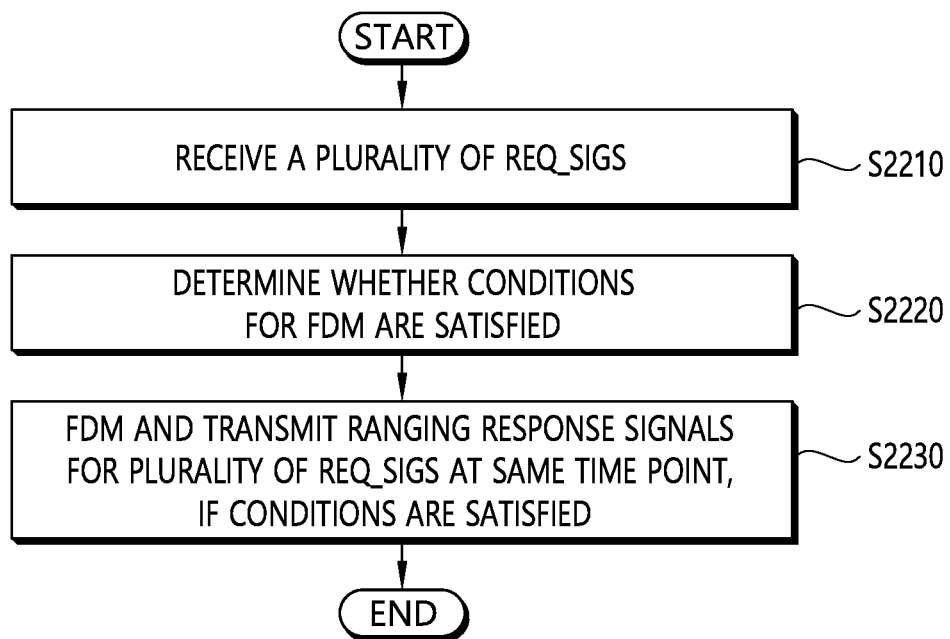 START
RECEIVE A PLURALITY OF REQ_SIGS
S2210
DETERMINE WHETHER CONDITIONS
FOR FDM ARE SATISFIED
S2220
FDM AND TRANSMIT RANGING RESPONSE SIGNALS
FOR PLURALITY OF REQ_SIGS AT SAME TIME POINT,
IF CONDITIONS ARE SATISFIED
S2230
END